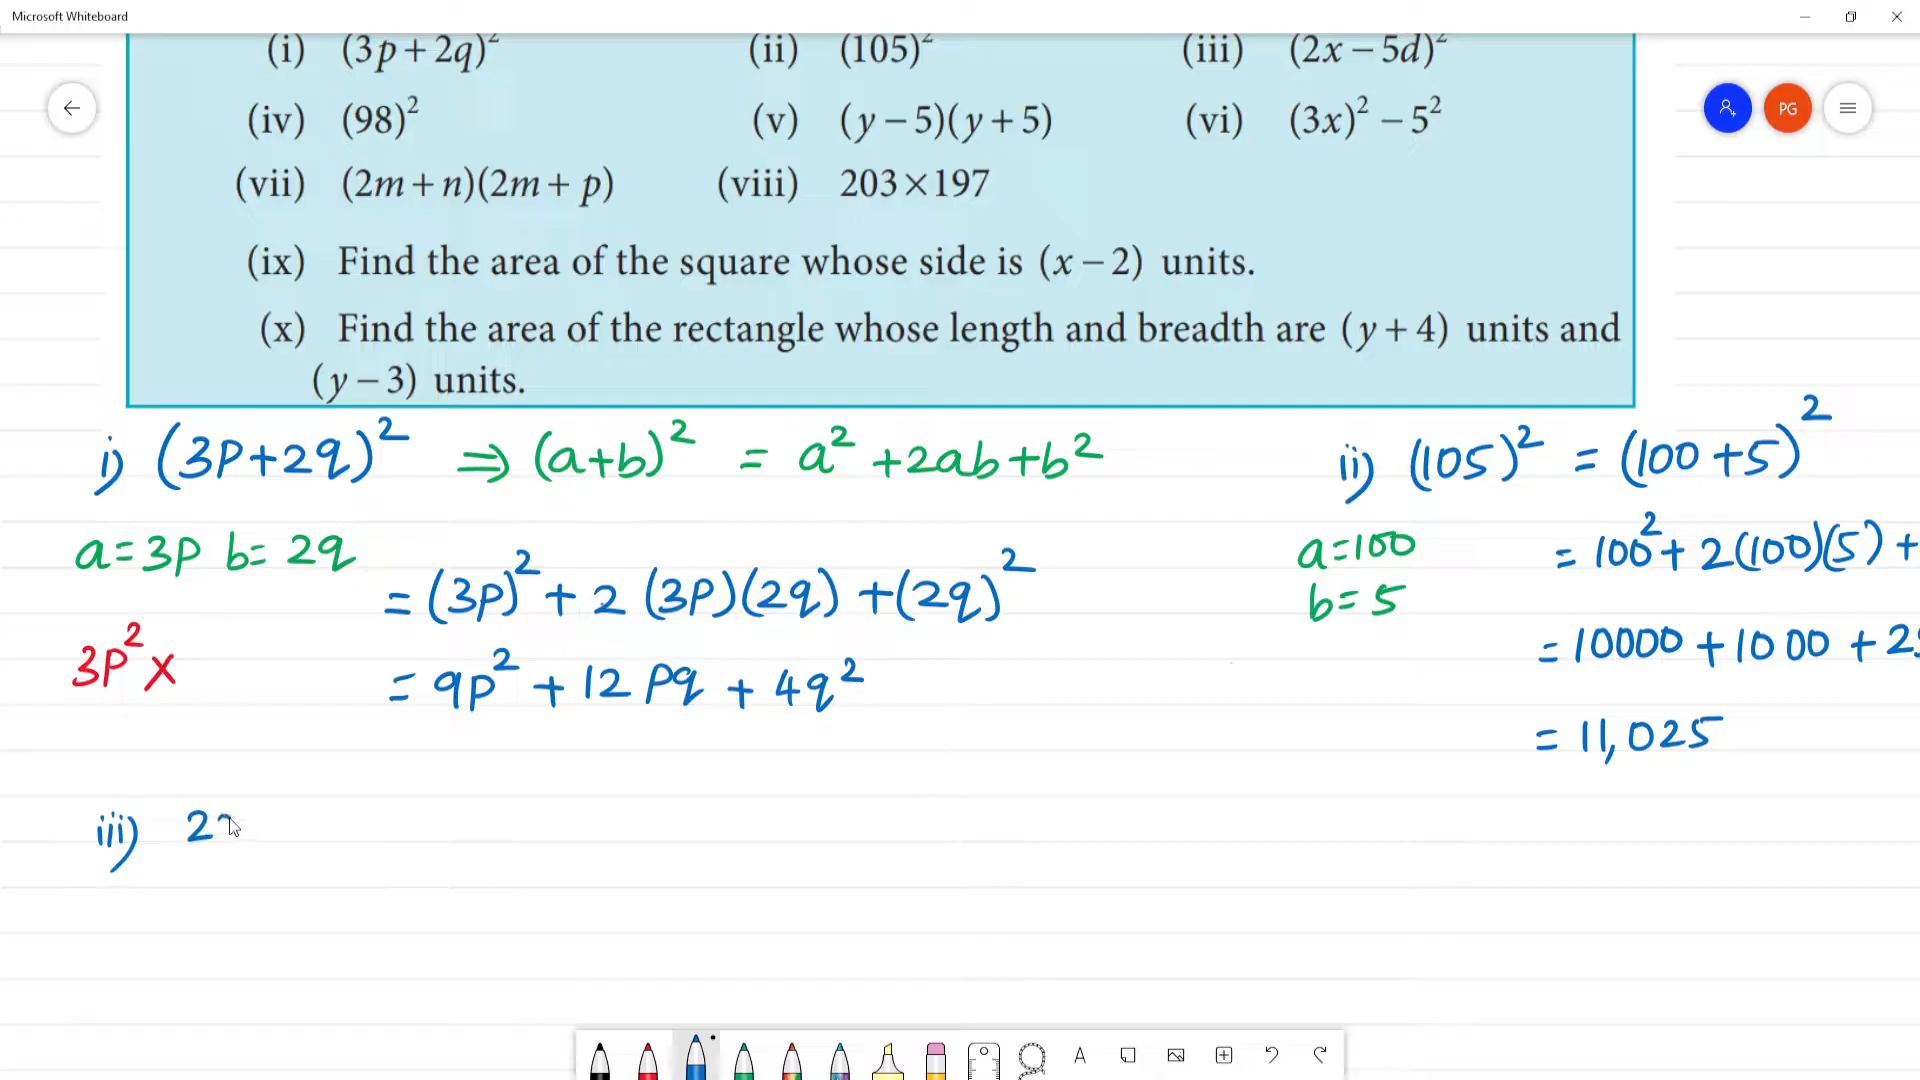 Microsoft Whiteboard
(i) (3p + 2q)² (ii) (105)² (iii) (2x − 5d)²
(iv) (98)² (v) (y − 5)(y + 5) (vi) (3x)² − 5²
(vii) (2m + n)(2m + p) (viii) 203 × 197
PG
(ix) Find the area of the square whose side is (x − 2) units.
(x) Find the area of the rectangle whose length and breadth are (y + 4) units and
(y − 3) units.
i) (3p+2q)² ⇒ (a+b)² = a² + 2ab + b²
a = 3p b = 2q
= (3p)² + 2 (3p)(2q) + (2q)²
3p² X
= 9p² + 12 pq + 4q²
ii) (105)² = (100 + 5)²
a = 100
b = 5
= 100² + 2(100)(5) +
= 10000 + 1000 + 25
= 11,025
iii) 2
A